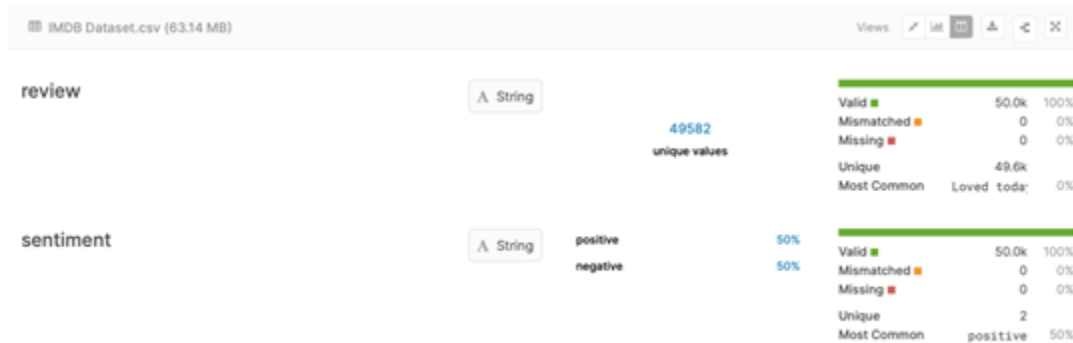 IMDB Dataset.csv (63.14 MB)
Views
review
A String
49582
unique values
Valid 50.0k 100%
Mismatched 0 0%
Missing 0 0%
Unique 49.6k
Most Common Loved toda 0%
sentiment
A String
positive 50%
negative 50%
Valid 50.0k 100%
Mismatched 0 0%
Missing 0 0%
Unique 2
Most Common positive 50%